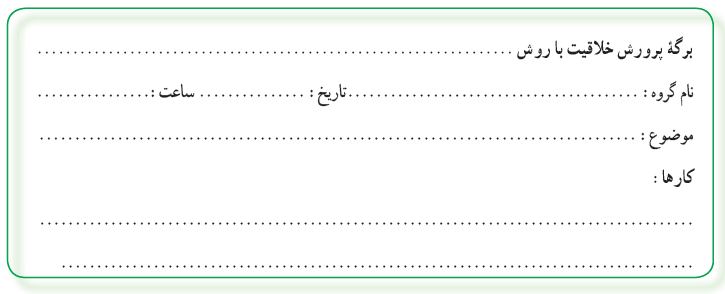 برگهٔ پرورش خلاقیت با روش ........................................................................
نام گروه : ..........................................تاریخ : ............... ساعت :................
موضوع : ........................................................................................
کارها :
................................................................................................
.............................................................................................